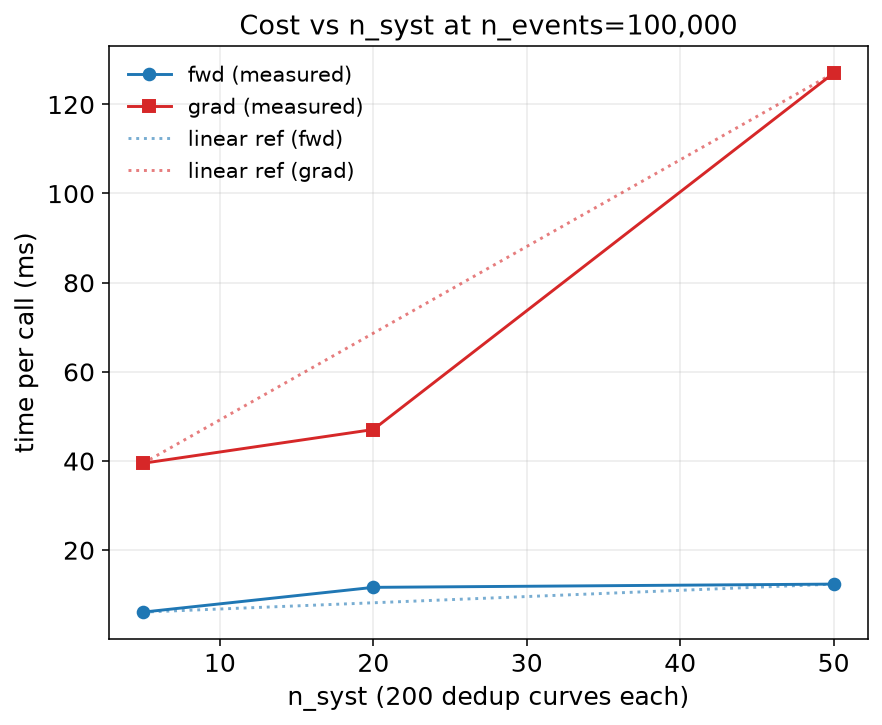 Cost vs n_syst at n_events=100,000
fwd (measured)
grad (measured)
linear ref (fwd)
linear ref (grad)
time per call (ms)
120
100
80
60
40
20
10
20
30
40
50
n_syst (200 dedup curves each)